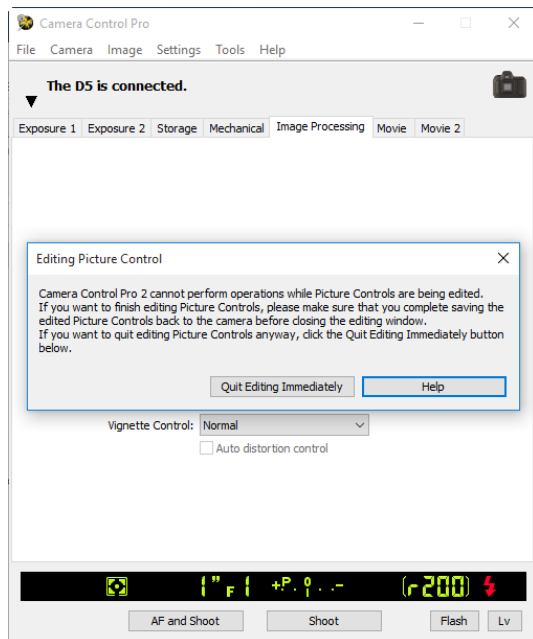 Camera Control Pro
File Camera Image Settings Tools Help
The D5 is connected.
Exposure 1 Exposure 2 Storage Mechanical Image Processing Movie Movie 2
Editing Picture Control
Camera Control Pro 2 cannot perform operations while Picture Controls are being edited.
If you want to finish editing Picture Controls, please make sure that you complete saving the
edited Picture Controls back to the camera before closing the editing window.
If you want to quit editing Picture Controls anyway, click the Quit Editing Immediately button
below.
Quit Editing Immediately Help
Vignette Control: Normal
Auto distortion control
1" F 1 +P. 0 . . - (r200)
AF and Shoot Shoot Flash Lv